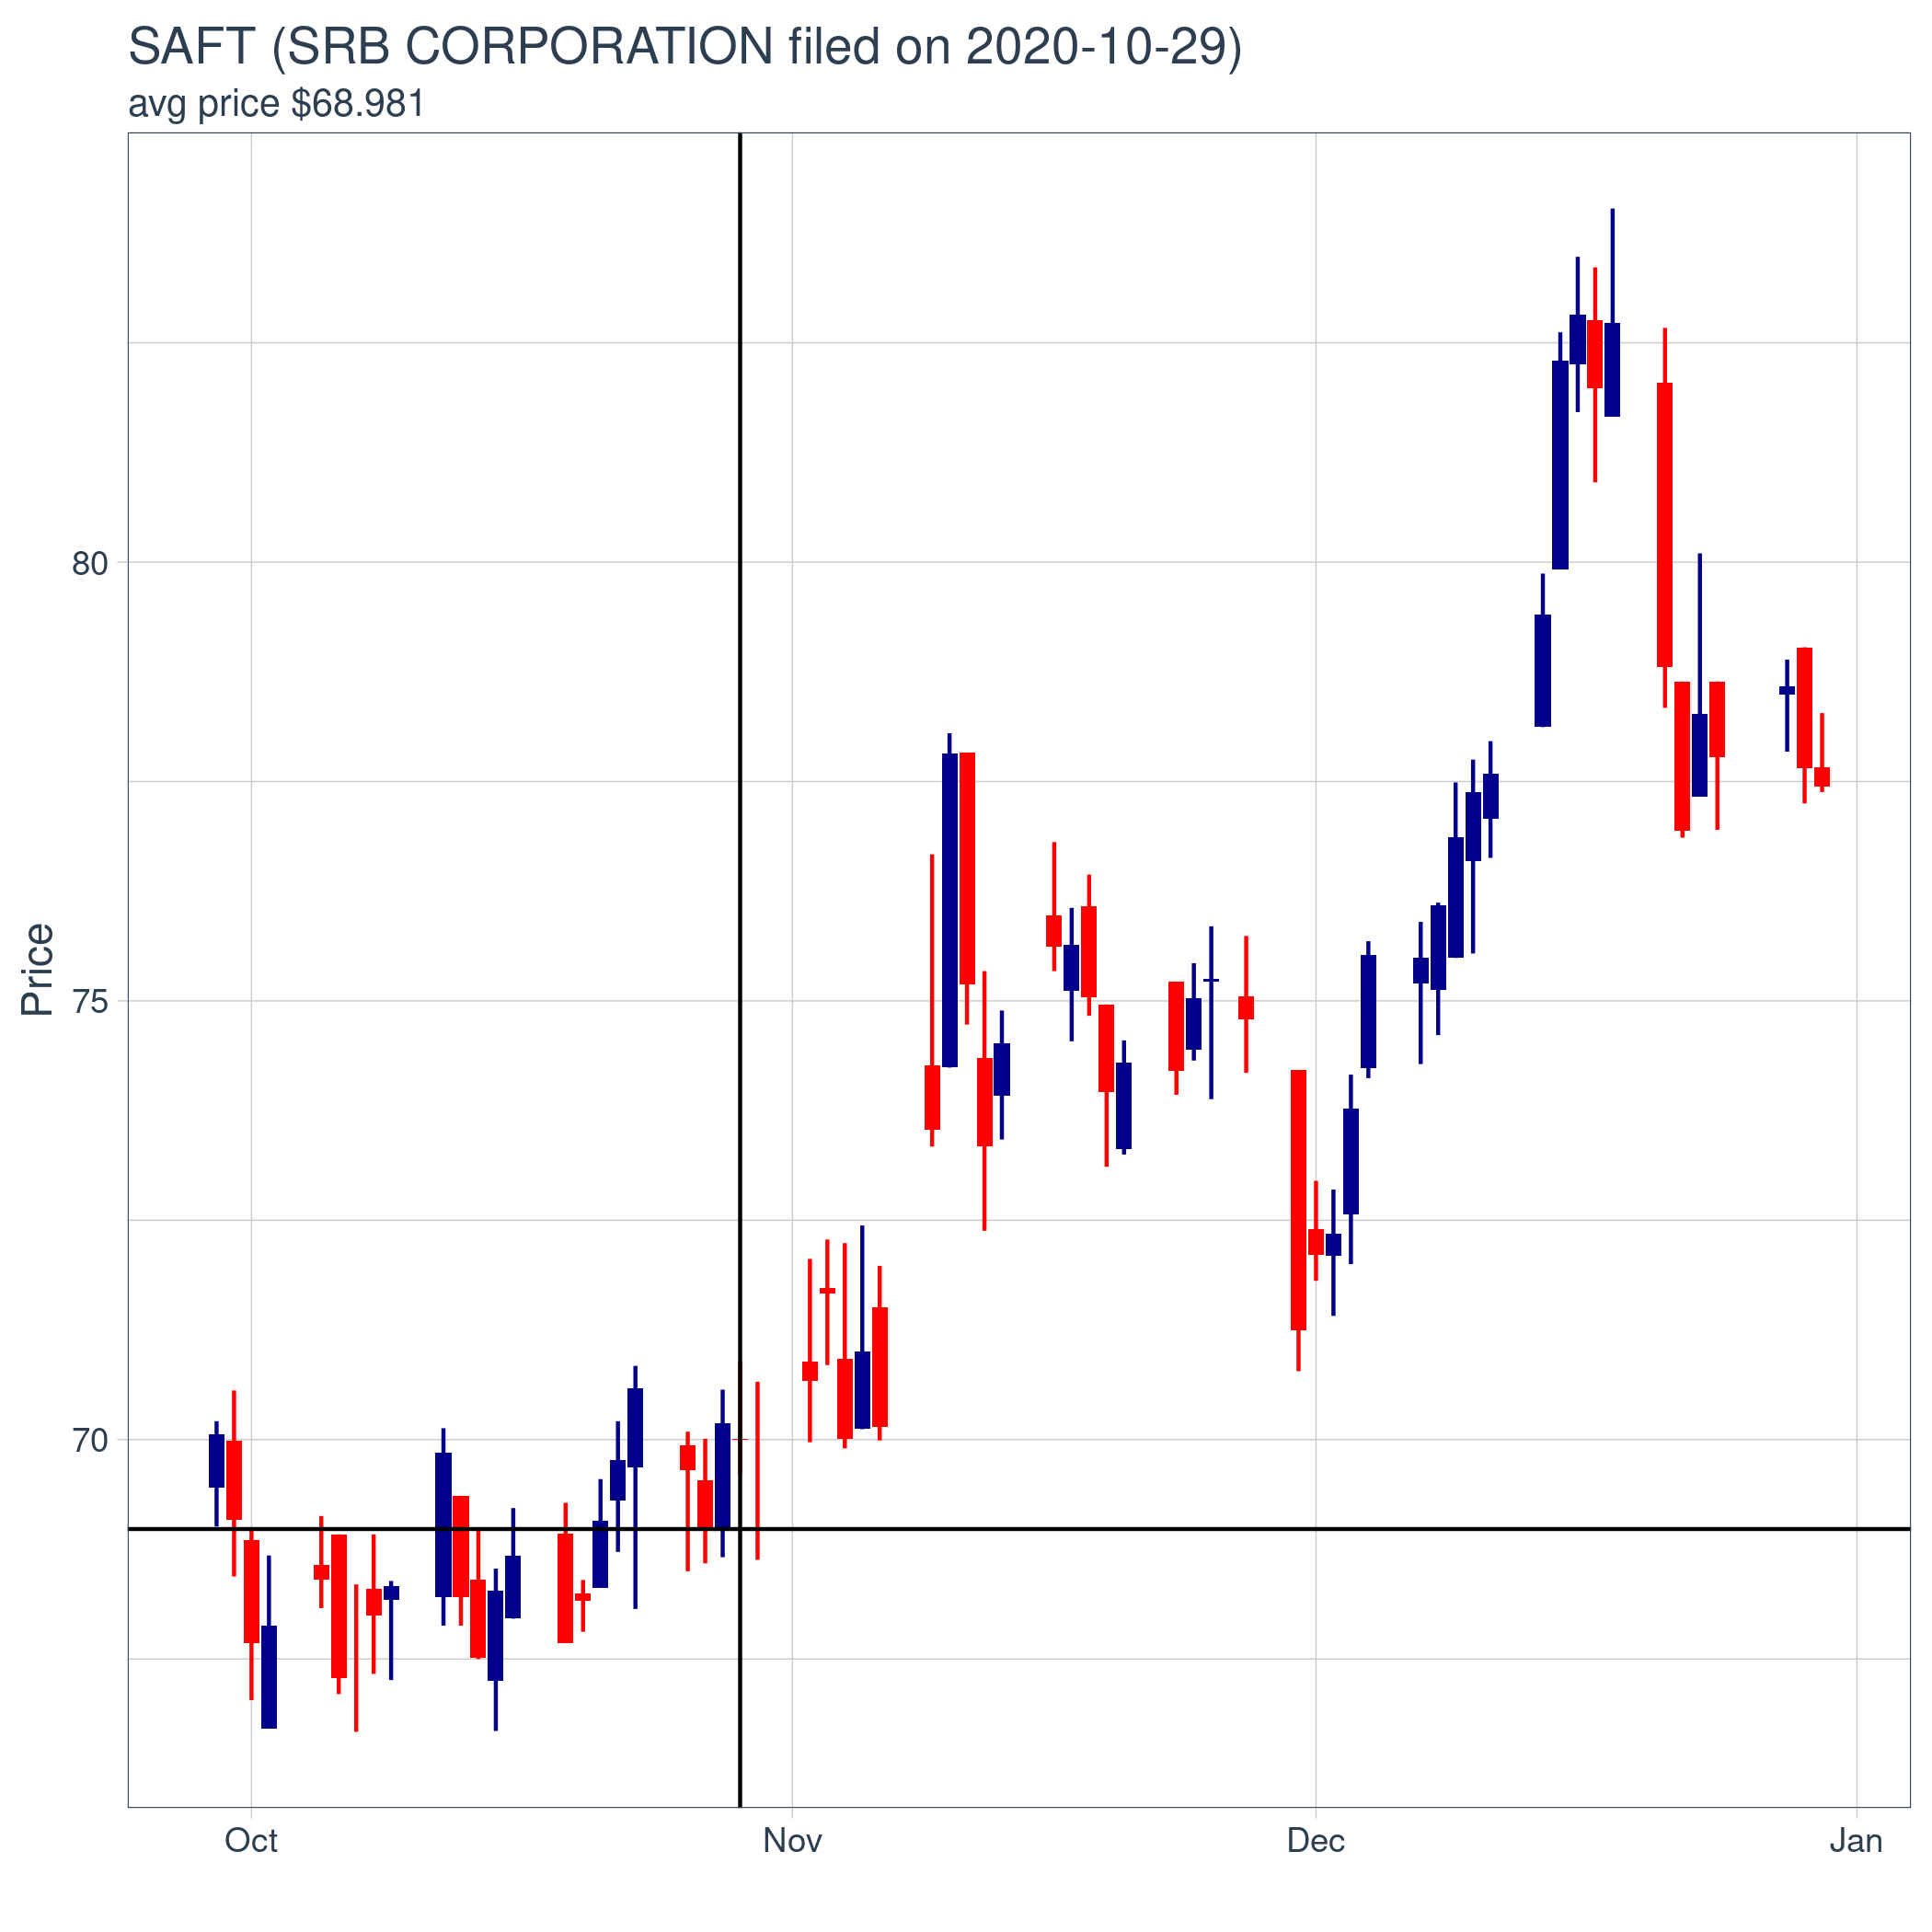 SAFT (SRB CORPORATION filed on 2020-10-29)
avg price $68.981
80
75
70
Price
Oct Nov Dec Jan